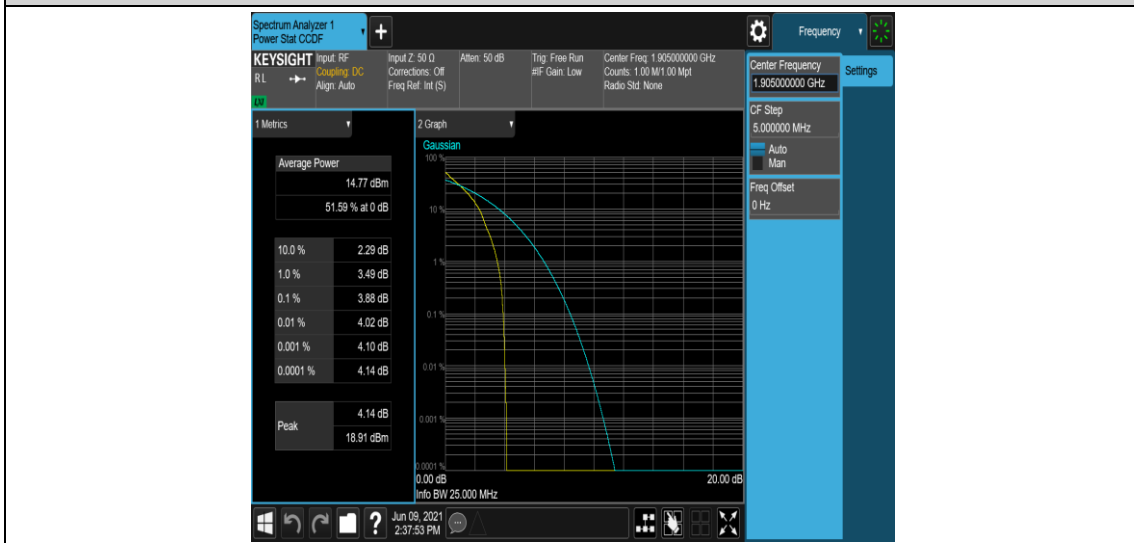 Spectrum Analyzer 1
Power Stat CCDF
+
Frequency
KEYSIGHT
RL
LXI
Input: RF
Coupling: DC
Align: Auto
Input Z: 50 Ω
Corrections: Off
Freq Ref: Int (S)
Atten: 50 dB
Trig: Free Run
#IF Gain: Low
Center Freq: 1.905000000 GHz
Counts: 1.00 M/1.00 Mpt
Radio Std: None
Center Frequency
1.905000000 GHz
Settings
CF Step
5.000000 MHz
Auto
Man
Freq Offset
0 Hz
1 Metrics
Average Power
14.77 dBm
51.59 % at 0 dB
10.0 % 2.29 dB
1.0 % 3.49 dB
0.1 % 3.88 dB
0.01 % 4.02 dB
0.001 % 4.10 dB
0.0001 % 4.14 dB
Peak
4.14 dB
18.91 dBm
2 Graph
Gaussian
100 %
10 %
1 %
0.1 %
0.01 %
0.001 %
0.0001 %
0.00 dB 20.00 dB
Info BW 25.000 MHz
?
Jun 09, 2021
2:37:53 PM